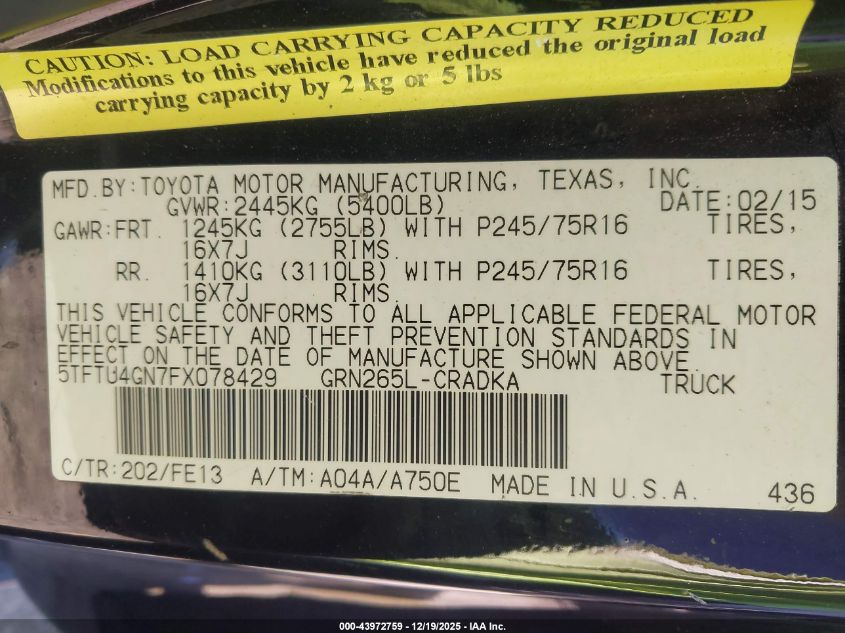 CAUTION: LOAD CARRYING CAPACITY REDUCED
Modifications to this vehicle have reduced the original load
carrying capacity by 2 kg or 5 lbs
MFD.BY:TOYOTA MOTOR MANUFACTURING, TEXAS, INC.
GVWR:2445KG (5400LB) DATE:02/15
GAWR:FRT. 1245KG (2755LB) WITH P245/75R16 TIRES,
16X7J RIMS.
RR. 1410KG (3110LB) WITH P245/75R16 TIRES,
16X7J RIMS.
THIS VEHICLE CONFORMS TO ALL APPLICABLE FEDERAL MOTOR
VEHICLE SAFETY AND THEFT PREVENTION STANDARDS IN
EFFECT ON THE DATE OF MANUFACTURE SHOWN ABOVE.
5TFTU4GN7FX078429 GRN265L-CRADKA TRUCK
C/TR:202/FE13 A/TM:A04A/A750E MADE IN U.S.A. 436
000-43972759 - 12/19/2025 - IAA Inc.